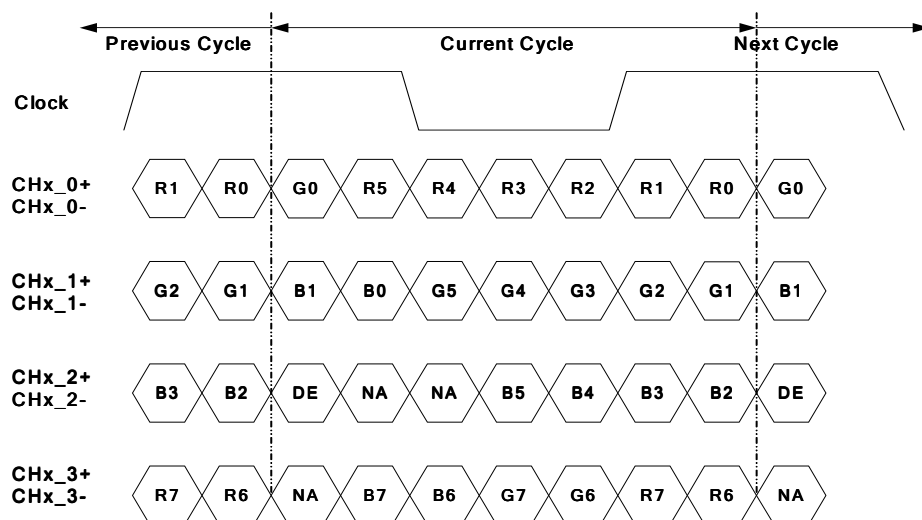 Previous Cycle Current Cycle Next Cycle
Clock
CHx_0+
CHx_0-
R1 R0 G0 R5 R4 R3 R2 R1 R0 G0
CHx_1+
CHx_1-
G2 G1 B1 B0 G5 G4 G3 G2 G1 B1
CHx_2+
CHx_2-
B3 B2 DE NA NA B5 B4 B3 B2 DE
CHx_3+
CHx_3-
R7 R6 NA B7 B6 G7 G6 R7 R6 NA